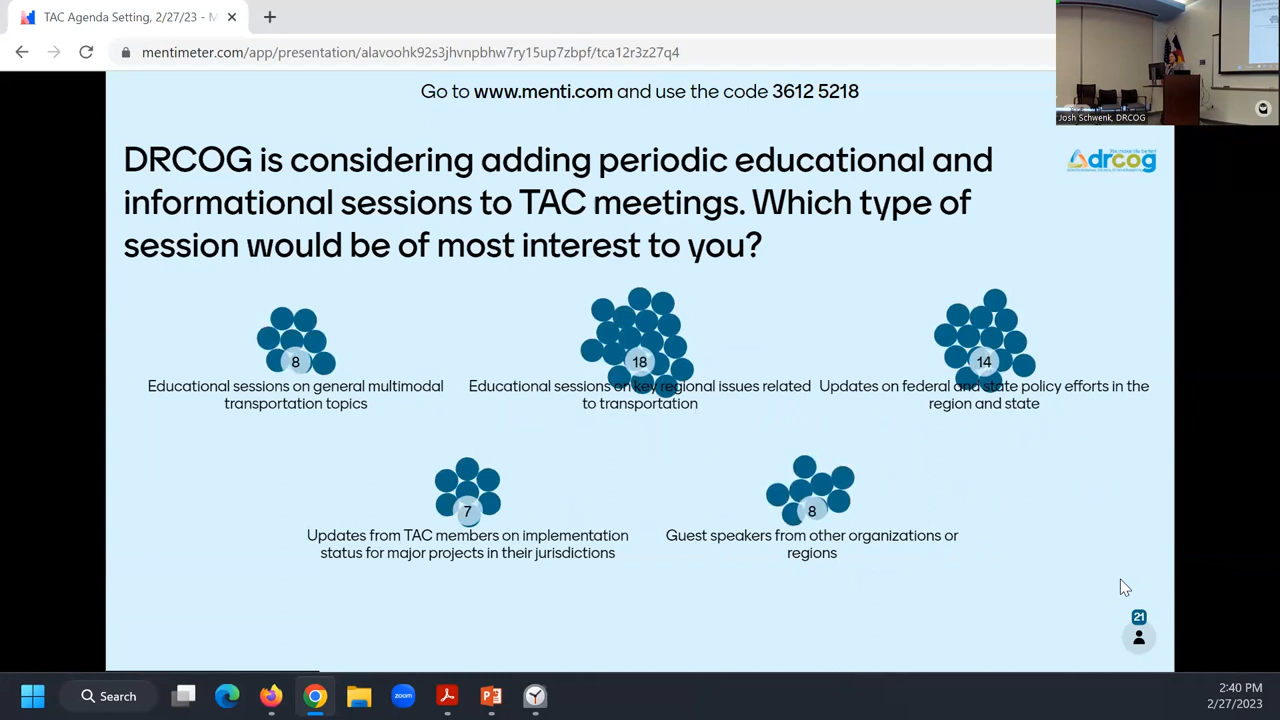 TAC Agenda Setting, 2/27/23 - M
mentimeter.com/app/presentation/alavoohk92s3jhvnpbhw7ry15up7zbpf/tca12r3z27q4
Go to www.menti.com and use the code 3612 5218
Josh Schwenk, DRCOG
DRCOG is considering adding periodic educational and
informational sessions to TAC meetings. Which type of
session would be of most interest to you?
drcog
8
Educational sessions on general multimodal
transportation topics
18
Educational sessions on key regional issues related
to transportation
14
Updates on federal and state policy efforts in the
region and state
7
Updates from TAC members on implementation
status for major projects in their jurisdictions
8
Guest speakers from other organizations or
regions
21
Search
zoom
2:40 PM
2/27/2023